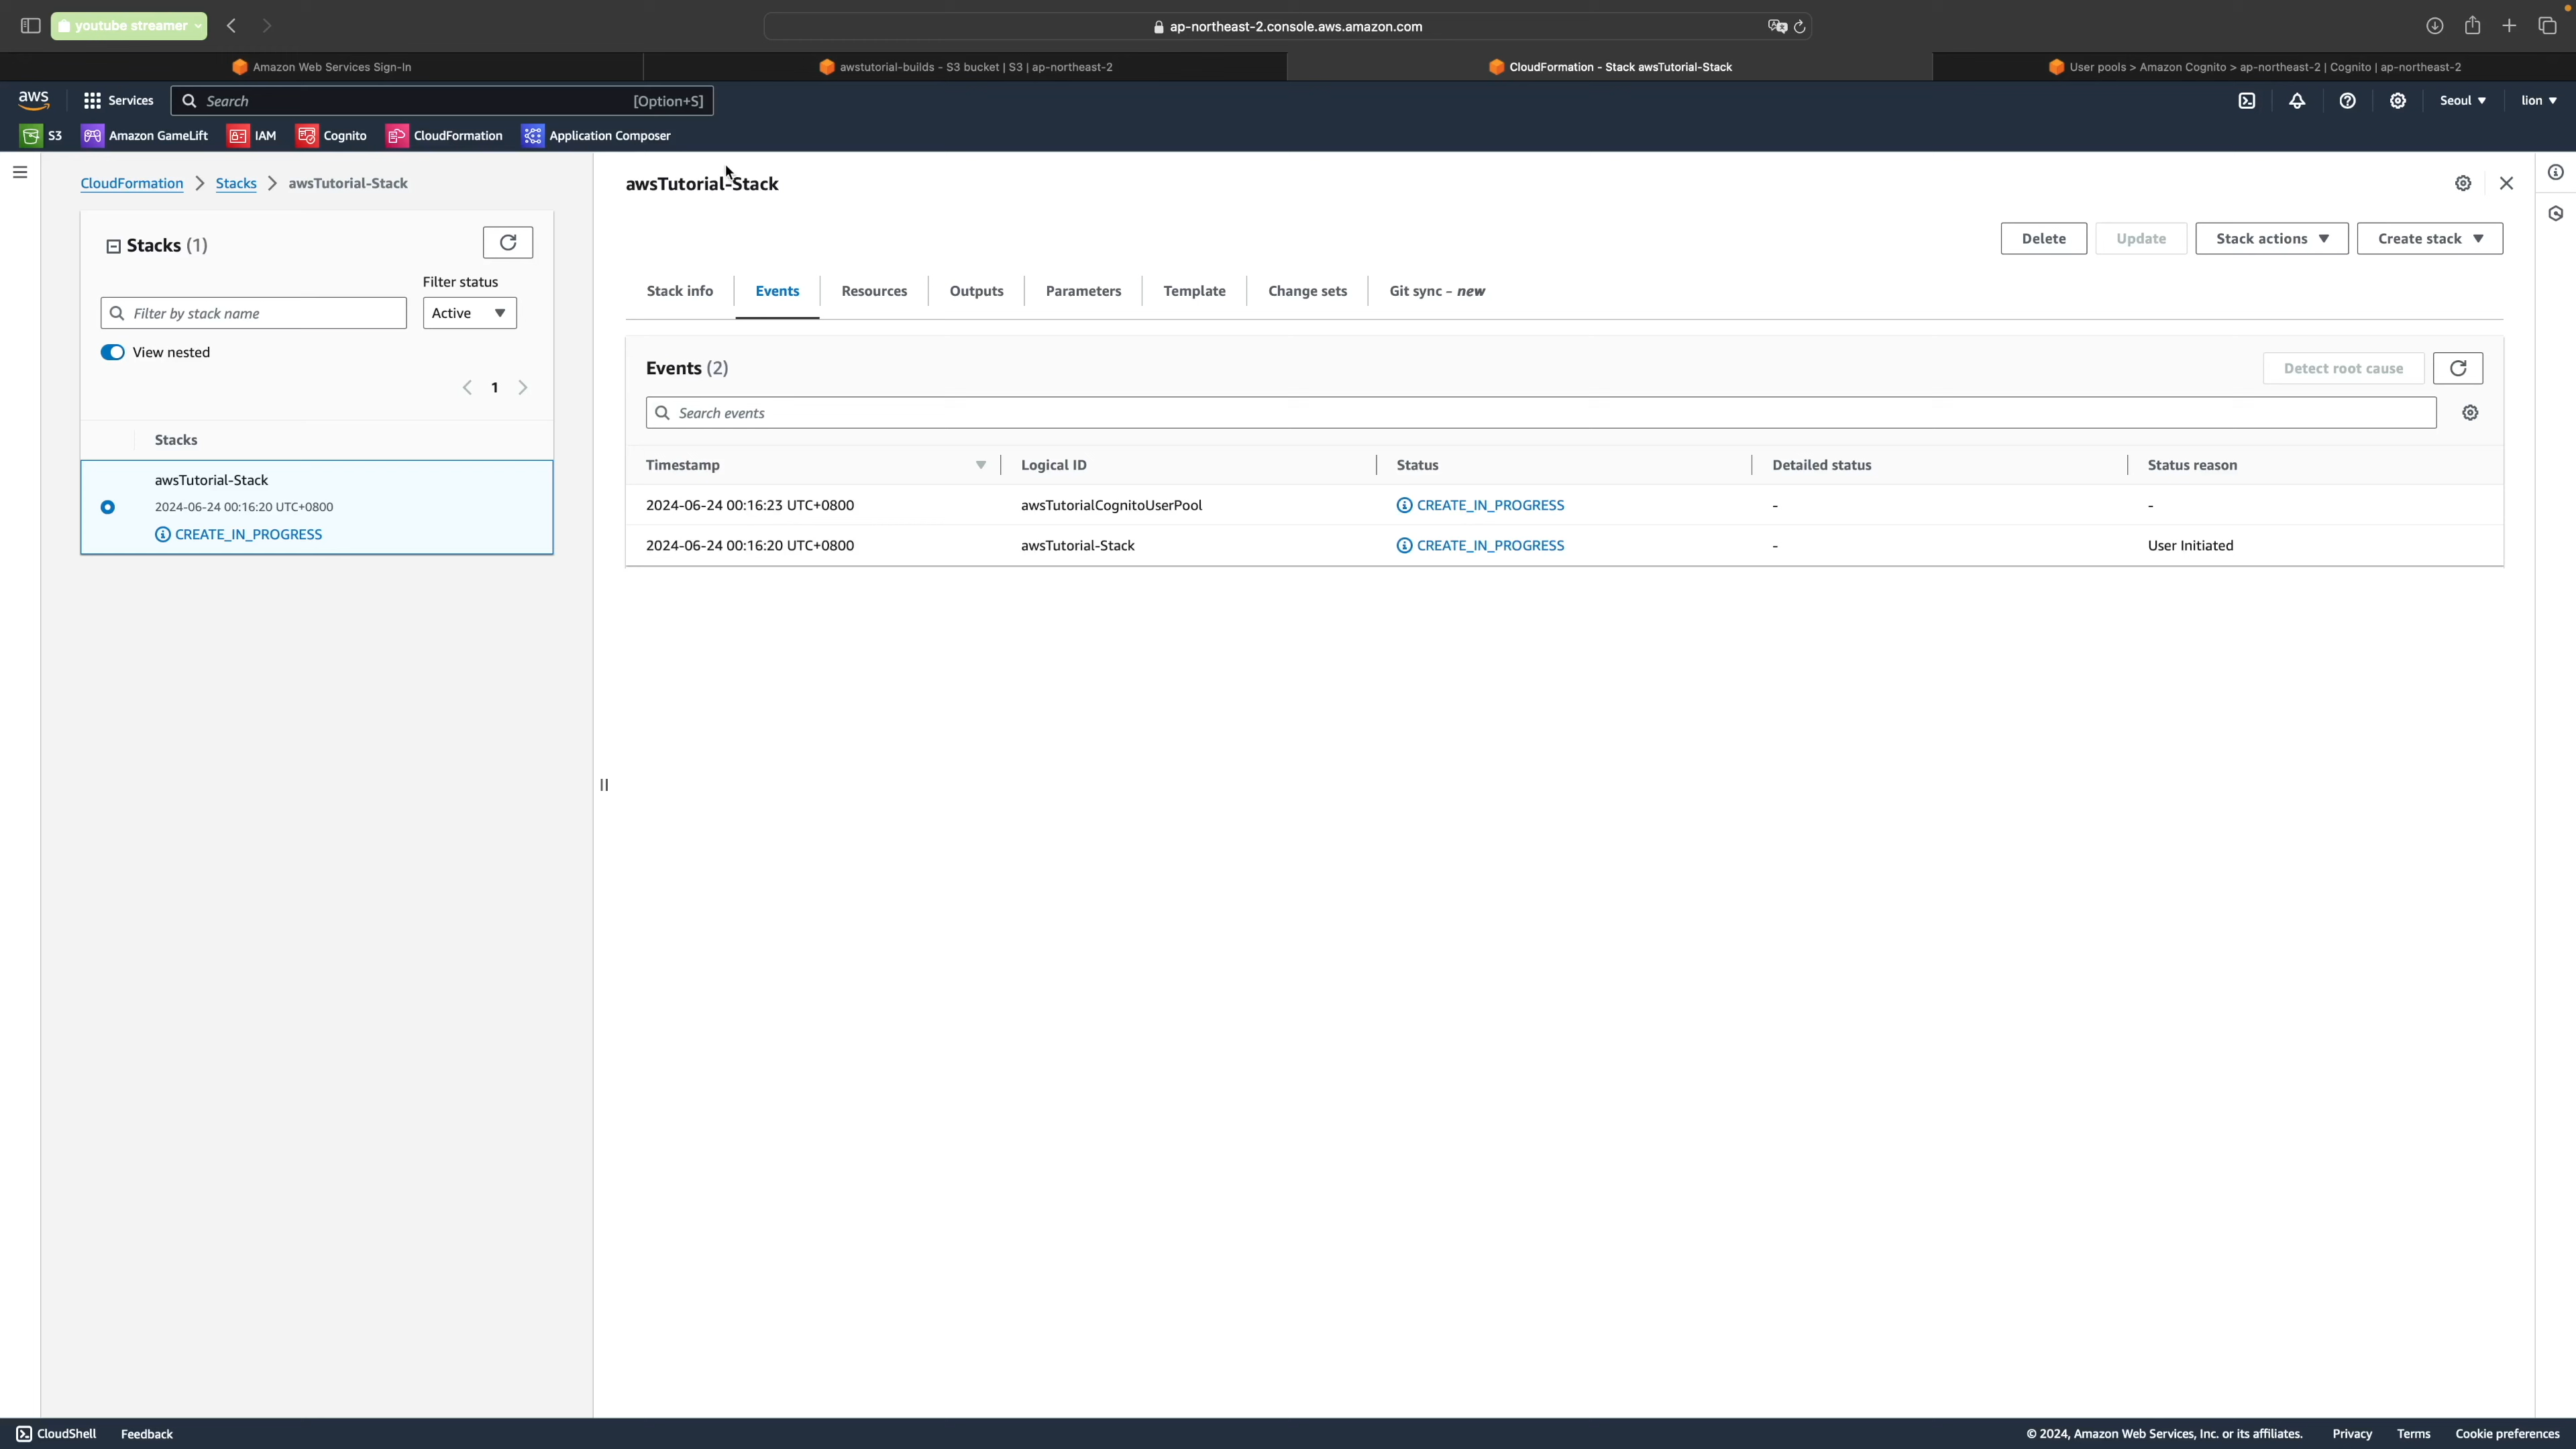 youtube streamer
ap-northeast-2.console.aws.amazon.com
Amazon Web Services Sign-In
awstutorial-builds - S3 bucket | S3 | ap-northeast-2
CloudFormation - Stack awsTutorial-Stack
User pools > Amazon Cognito > ap-northeast-2 | Cognito | ap-northeast-2
aws
Services
Search
[Option+S]
Seoul
lion
S3
Amazon GameLift
IAM
Cognito
CloudFormation
Application Composer
CloudFormation > Stacks > awsTutorial-Stack
Stacks (1)
Filter status
Filter by stack name
Active
View nested
1
Stacks
awsTutorial-Stack
2024-06-24 00:16:20 UTC+0800
CREATE_IN_PROGRESS
awsTutorial-Stack
Delete
Update
Stack actions
Create stack
Stack info
Events
Resources
Outputs
Parameters
Template
Change sets
Git sync - new
Events (2)
Detect root cause
Search events
Timestamp Logical ID Status Detailed status Status reason
2024-06-24 00:16:23 UTC+0800 awsTutorialCognitoUserPool CREATE_IN_PROGRESS - -
2024-06-24 00:16:20 UTC+0800 awsTutorial-Stack CREATE_IN_PROGRESS - User Initiated
CloudShell
Feedback
© 2024, Amazon Web Services, Inc. or its affiliates.
Privacy
Terms
Cookie preferences